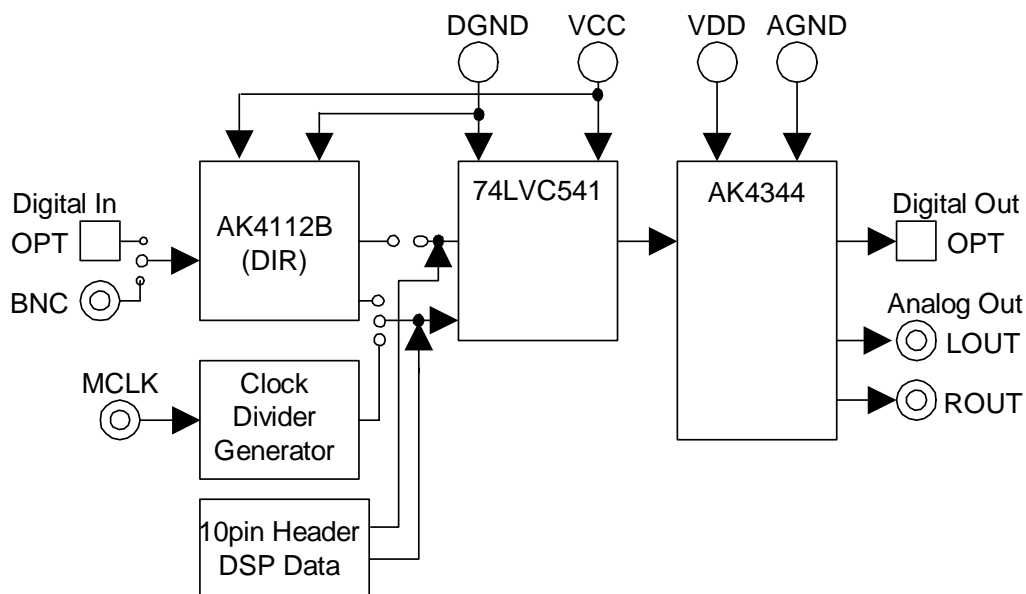 DGND
VCC
VDD
AGND
Digital In
OPT
BNC
AK4112B
(DIR)
74LVC541
AK4344
Digital Out
OPT
Analog Out
LOUT
ROUT
MCLK
Clock
Divider
Generator
10pin Header
DSP Data